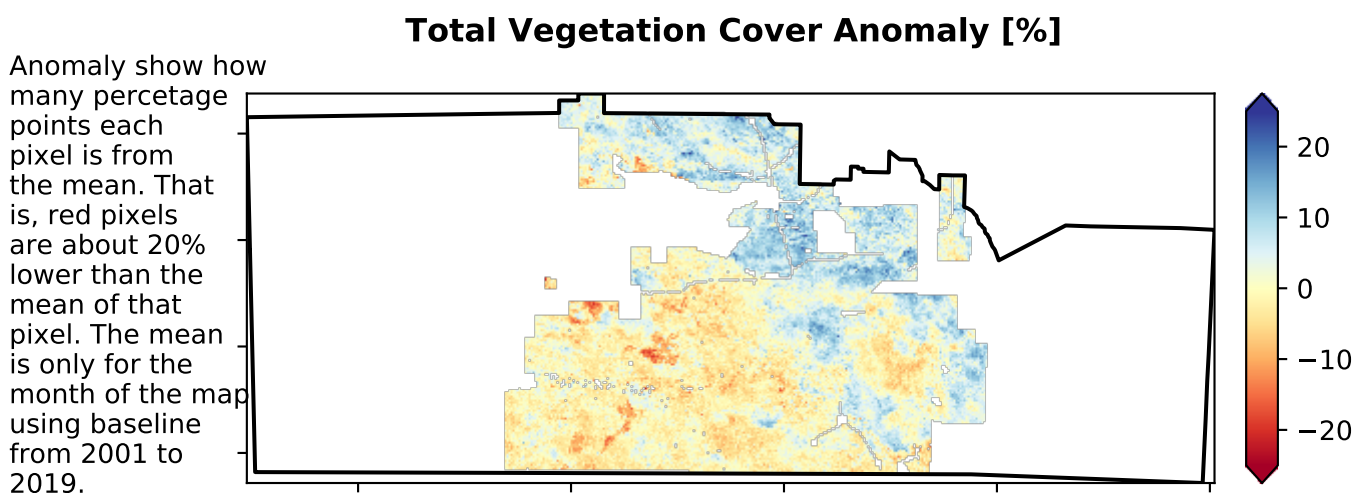 Total Vegetation Cover Anomaly [%]
Anomaly show how
many percetage
points each
pixel is from
the mean. That
is, red pixels
are about 20%
lower than the
mean of that
pixel. The mean
is only for the
month of the map
using baseline
from 2001 to
2019.
20
10
0
−10
−20